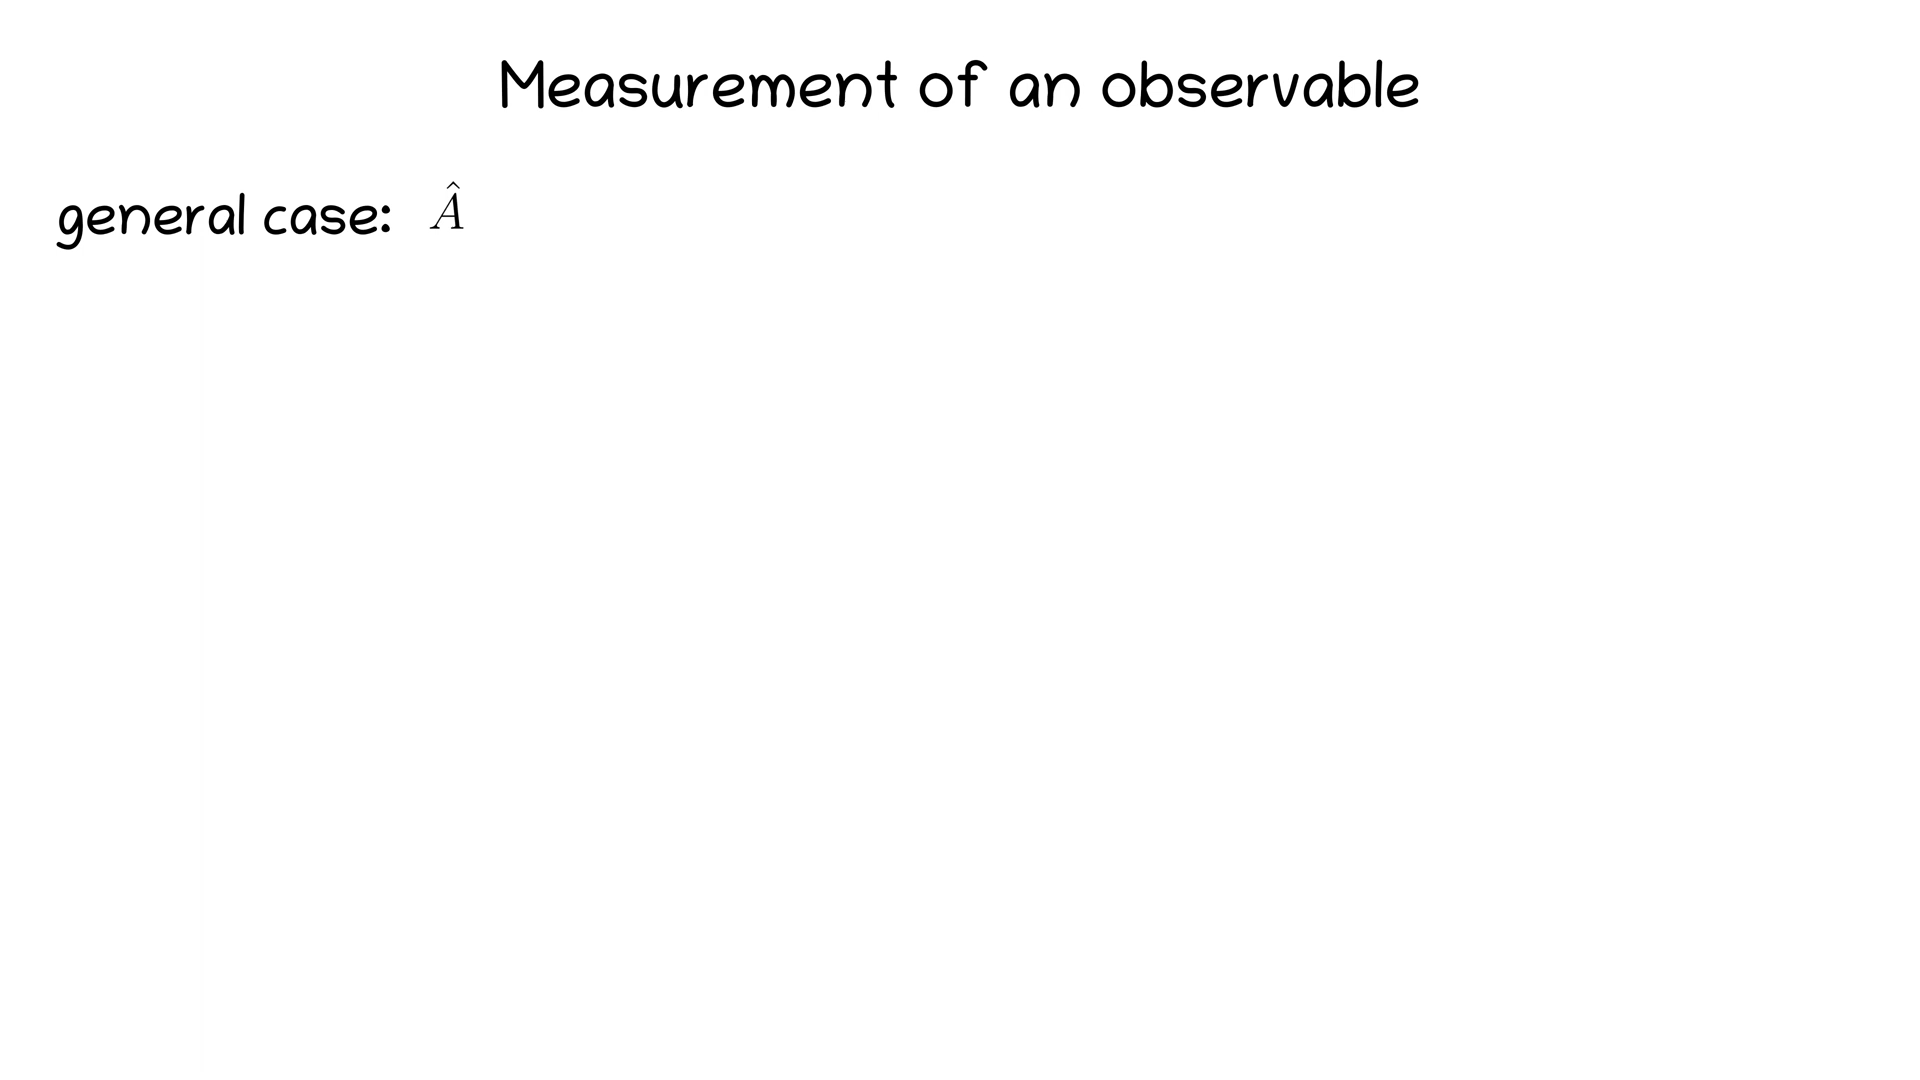 Measurement of an observable
general case: Â